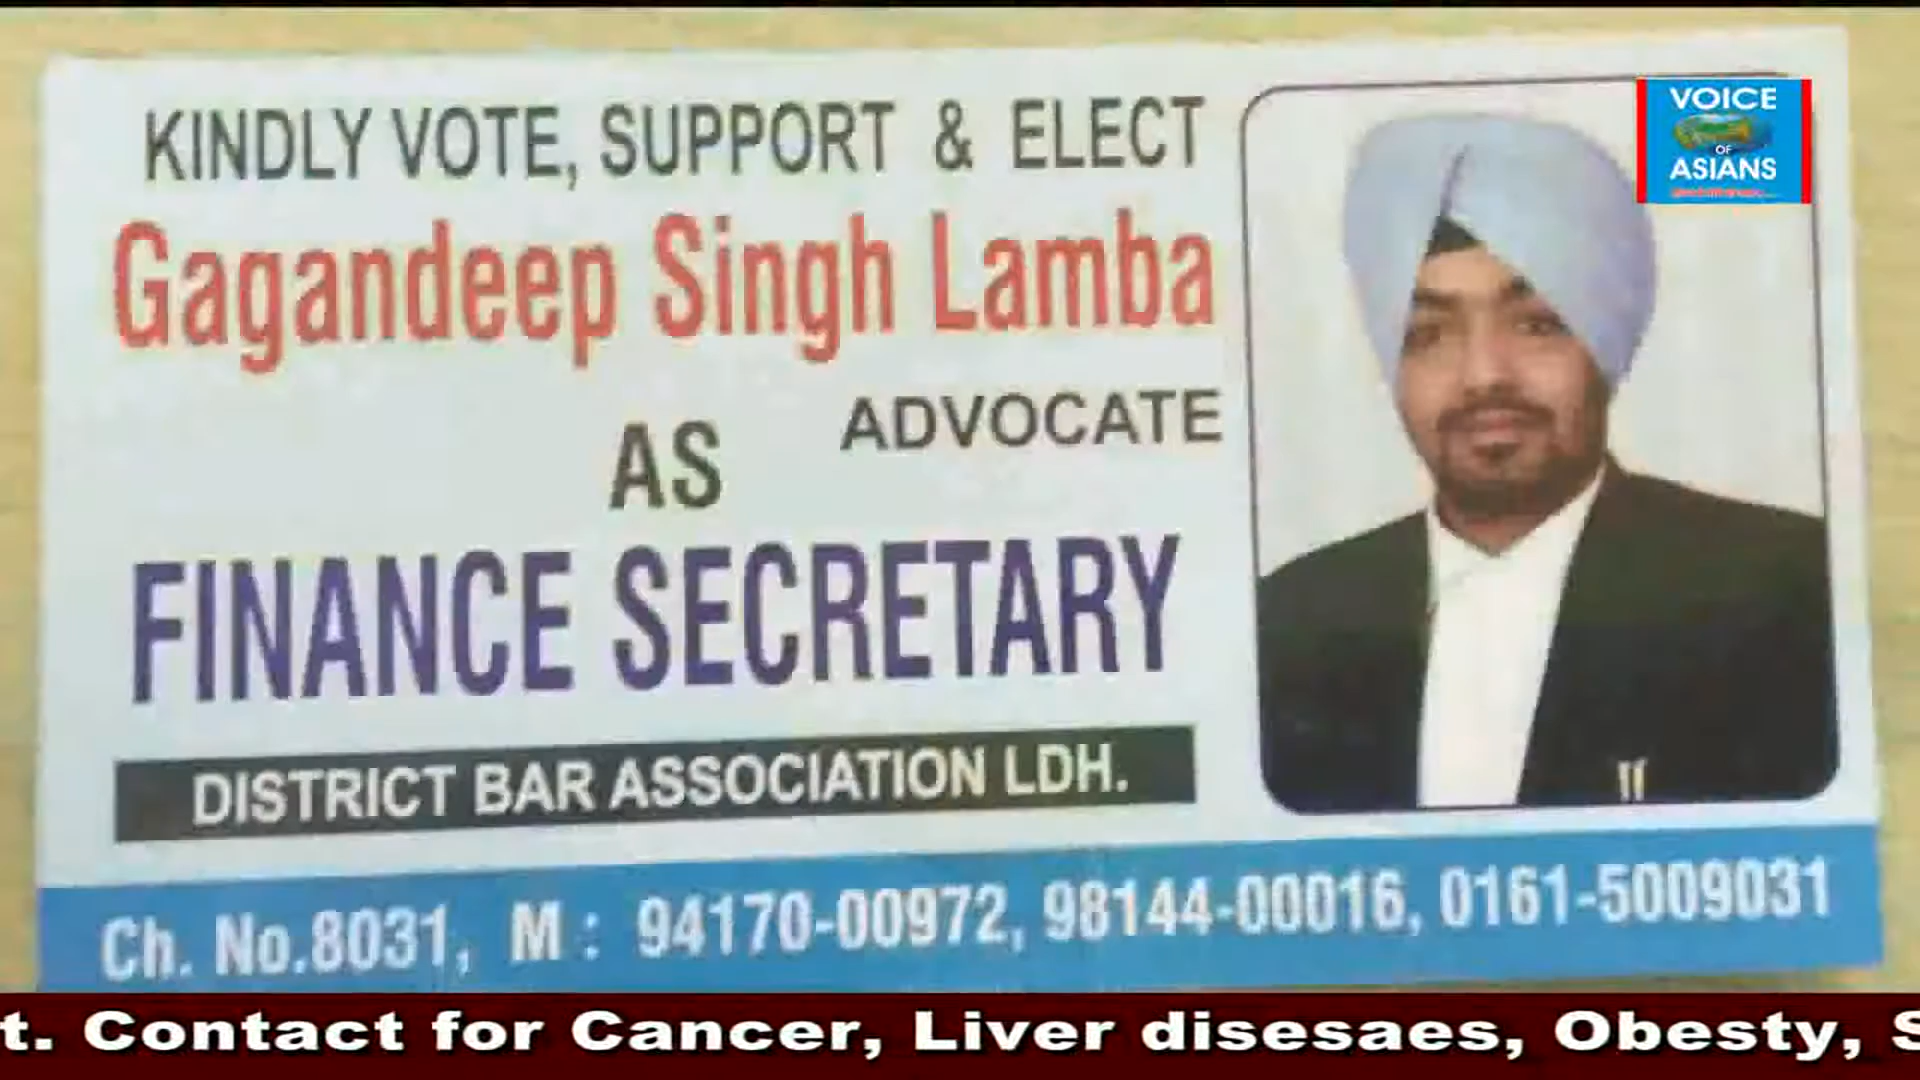 KINDLY VOTE, SUPPORT & ELECT
Gagandeep Singh Lamba
ADVOCATE
AS
FINANCE SECRETARY
DISTRICT BAR ASSOCIATION LDH.
Ch. No.8031, M : 94170-00972, 98144-00016, 0161-5009031
VOICE
OF
ASIANS
t. Contact for Cancer, Liver disesaes, Obesty, S